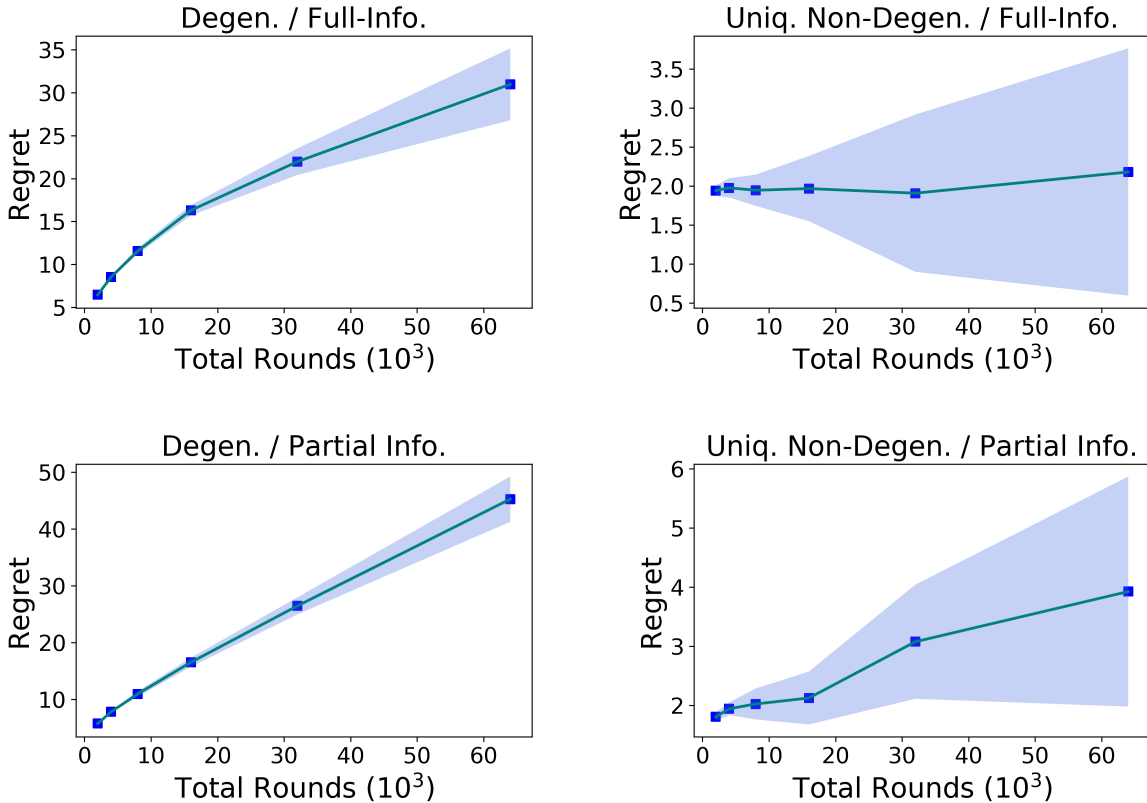 Degen. / Full-Info.
35
30
25
20
15
10
5
Regret
0 10 20 30 40 50 60
Total Rounds (10³)
Uniq. Non-Degen. / Full-Info.
3.5
3.0
2.5
2.0
1.5
1.0
0.5
Regret
0 10 20 30 40 50 60
Total Rounds (10³)
Degen. / Partial Info.
50
40
30
20
10
Regret
0 10 20 30 40 50 60
Total Rounds (10³)
Uniq. Non-Degen. / Partial Info.
6
5
4
3
2
Regret
0 10 20 30 40 50 60
Total Rounds (10³)